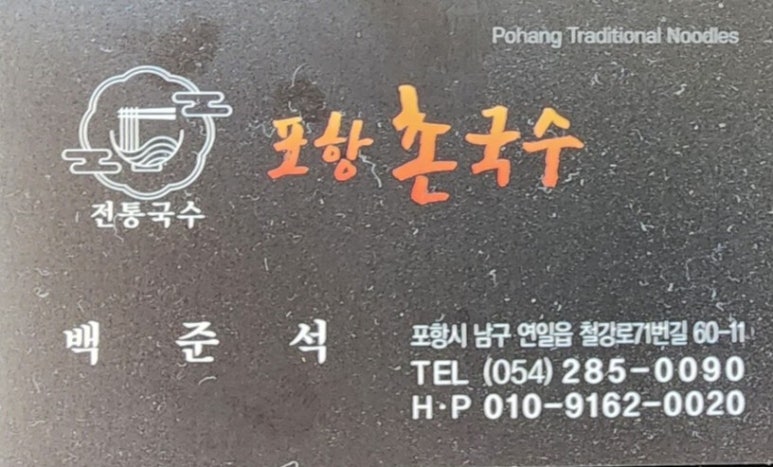 Pohang Traditional Noodles
포항 촌국수
전통국수
백 준 석
포항시 남구 연일읍 철강로71번길 60-11
TEL (054) 285-0090
H·P 010-9162-0020